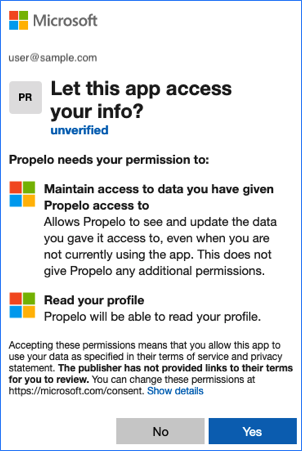 Microsoft
user@sample.com
PR
Let this app access
your info?
unverified
Propelo needs your permission to:
Maintain access to data you have given
Propelo access to
Allows Propelo to see and update the data
you gave it access to, even when you are
not currently using the app. This does not
give Propelo any additional permissions.
Read your profile
Propelo will be able to read your profile.
Accepting these permissions means that you allow this app to
use your data as specified in their terms of service and privacy
statement. The publisher has not provided links to their terms
for you to review. You can change these permissions at
https://microsoft.com/consent. Show details
No
Yes